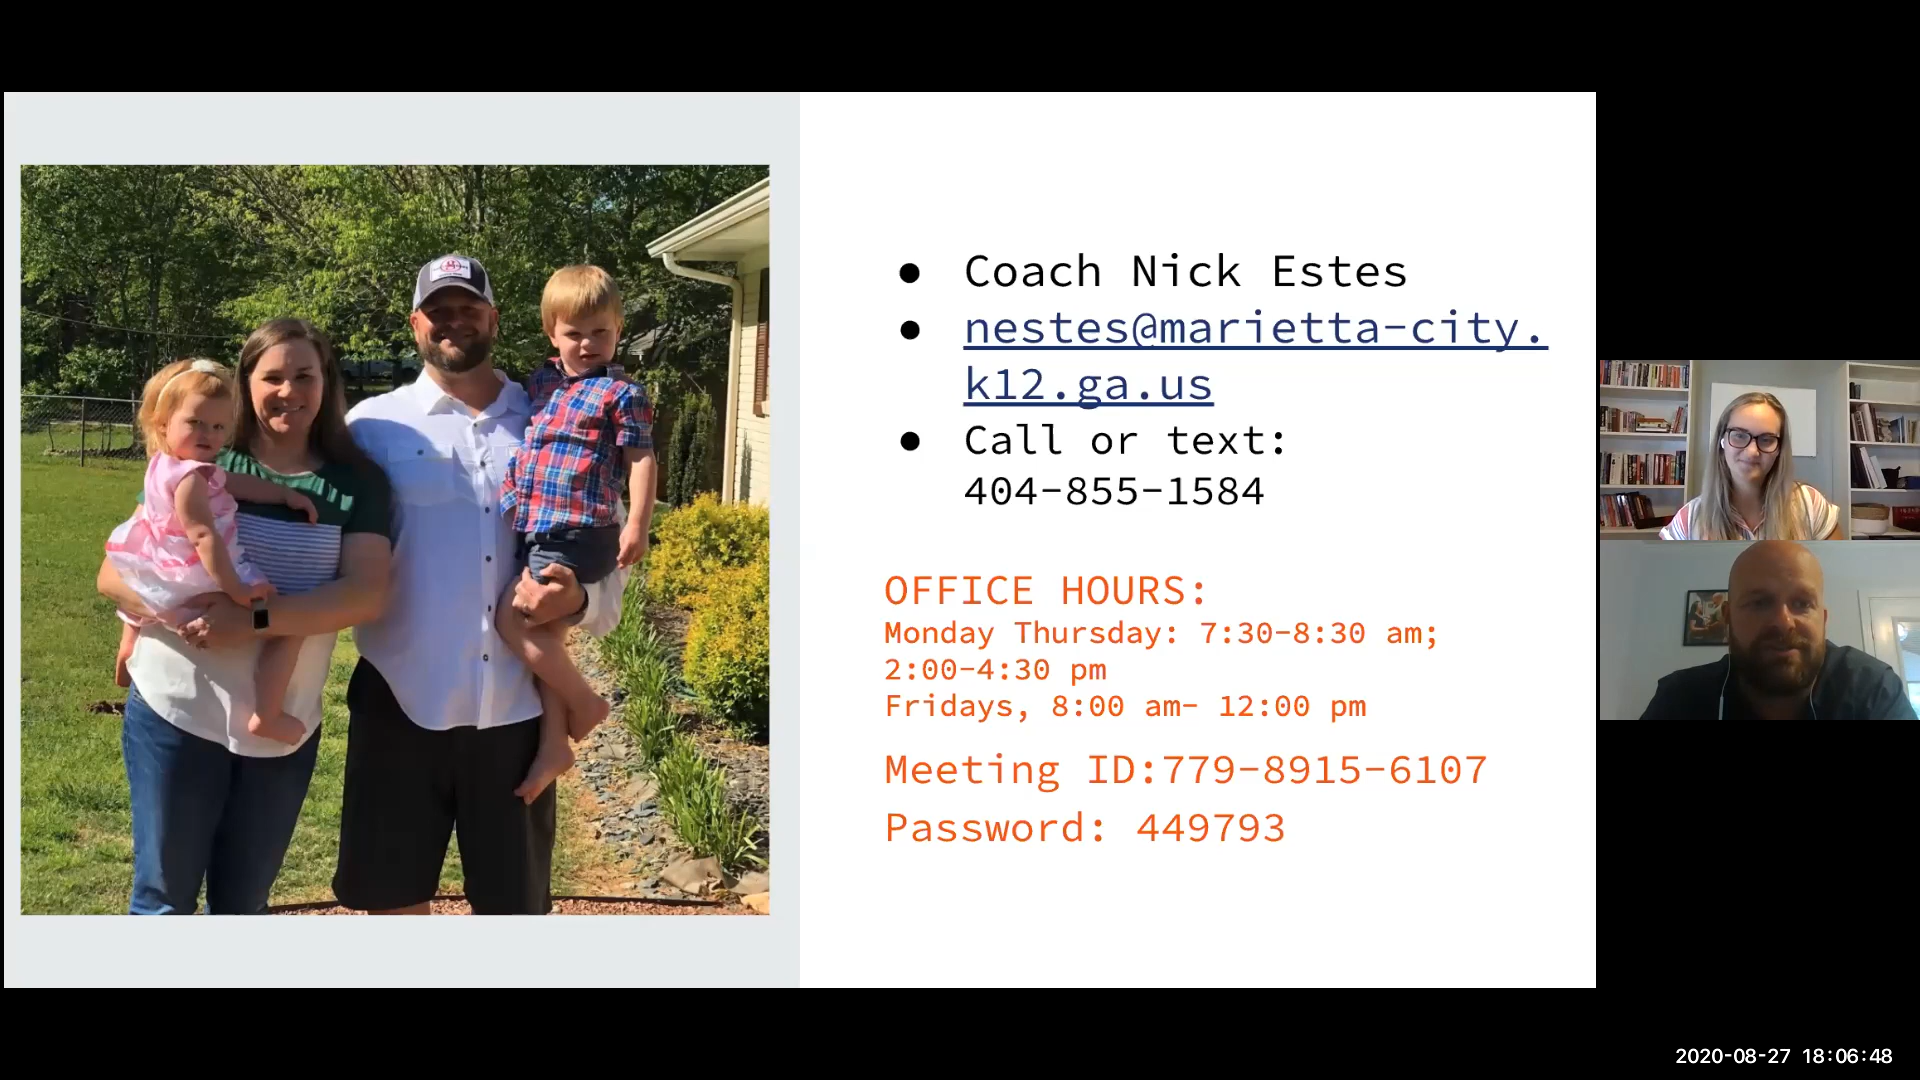 ● Coach Nick Estes
● nestes@marietta-city.
k12.ga.us
● Call or text:
404-855-1584
OFFICE HOURS:
Monday Thursday: 7:30-8:30 am;
2:00-4:30 pm
Fridays, 8:00 am- 12:00 pm
Meeting ID:779-8915-6107
Password: 449793
2020-08-27 18:06:48